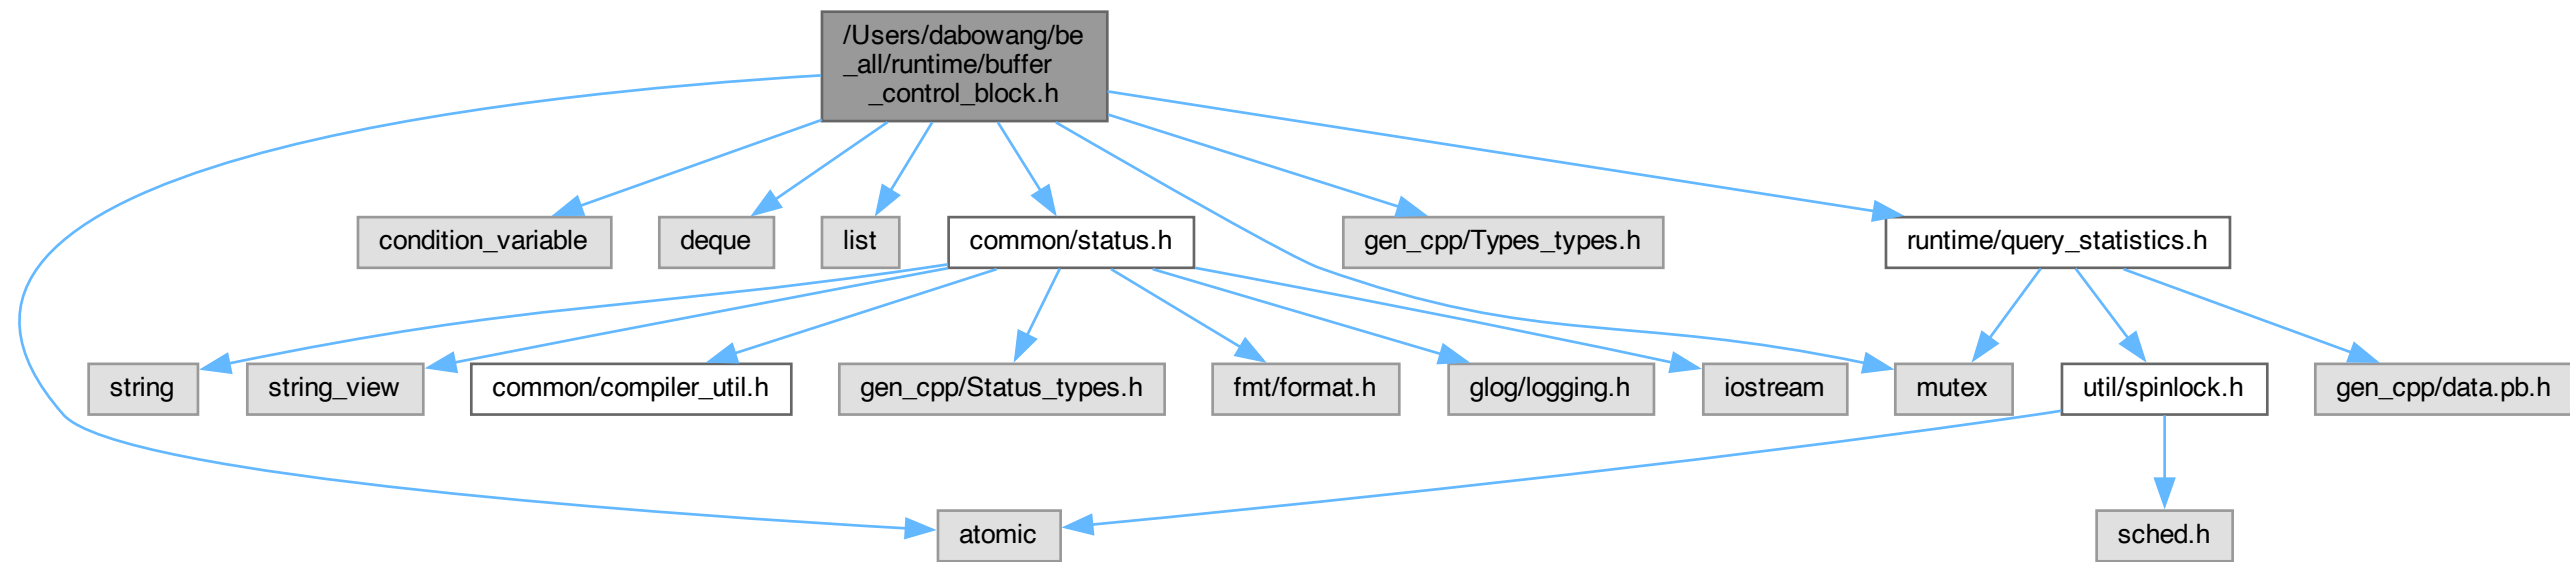 /Users/dabowang/be
_all/runtime/buffer
_control_block.h
condition_variable
deque
list
common/status.h
gen_cpp/Types_types.h
runtime/query_statistics.h
string
string_view
common/compiler_util.h
gen_cpp/Status_types.h
fmt/format.h
glog/logging.h
iostream
mutex
util/spinlock.h
gen_cpp/data.pb.h
atomic
sched.h